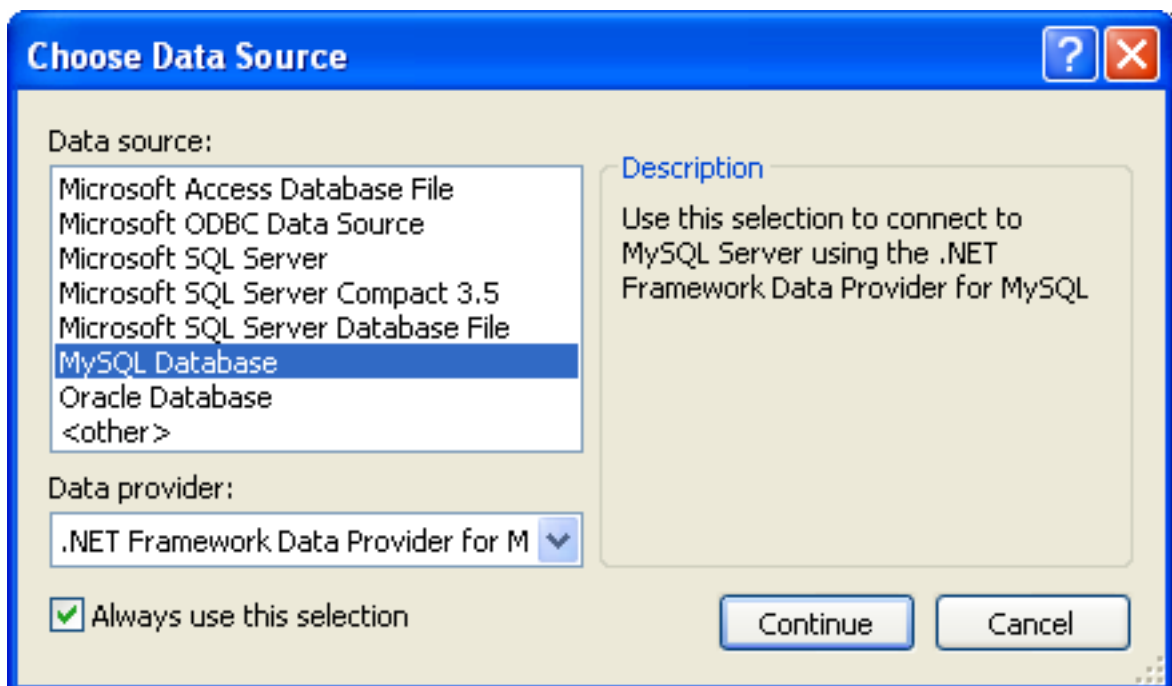 Choose Data Source
Data source:
Microsoft Access Database File
Microsoft ODBC Data Source
Microsoft SQL Server
Microsoft SQL Server Compact 3.5
Microsoft SQL Server Database File
MySQL Database
Oracle Database
<other>
Description
Use this selection to connect to
MySQL Server using the .NET
Framework Data Provider for MySQL
Data provider:
.NET Framework Data Provider for M
Always use this selection
Continue
Cancel